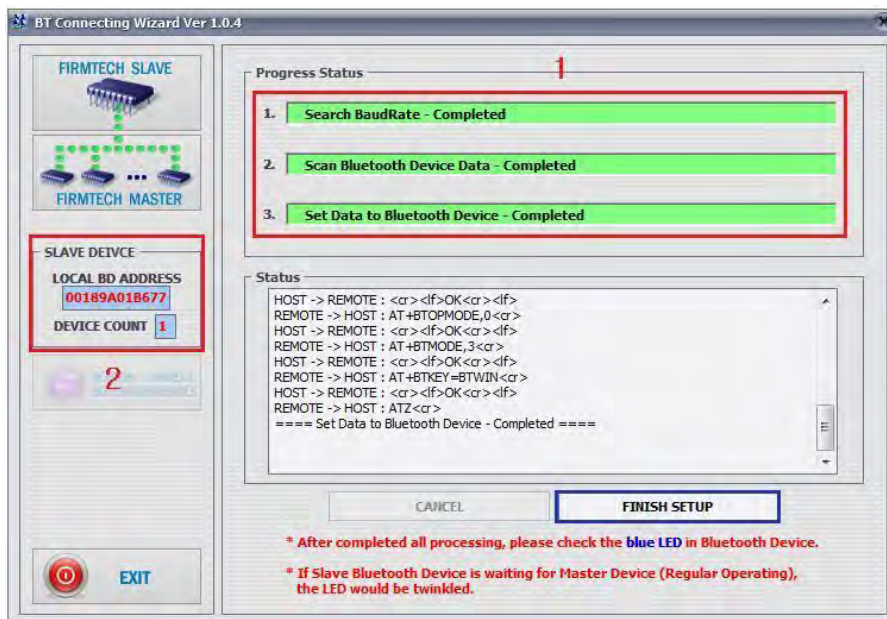 BT Connecting Wizard Ver 1.0.4
FIRMTECH SLAVE
...
FIRMTECH MASTER
SLAVE DEIVCE
LOCAL BD ADDRESS
00189A01B677
DEVICE COUNT 1
2
EXIT
Progress Status
1
1. Search BaudRate - Completed
2. Scan Bluetooth Device Data - Completed
3. Set Data to Bluetooth Device - Completed
Status
HOST -> REMOTE : <cr><lf>OK<cr><lf>
REMOTE -> HOST : AT+BTOPMODE,0<cr>
HOST -> REMOTE : <cr><lf>OK<cr><lf>
REMOTE -> HOST : AT+BTMODE,3<cr>
HOST -> REMOTE : <cr><lf>OK<cr><lf>
REMOTE -> HOST : AT+BTKEY=BTWIN<cr>
HOST -> REMOTE : <cr><lf>OK<cr><lf>
REMOTE -> HOST : ATZ<cr>
==== Set Data to Bluetooth Device - Completed ====
CANCEL
FINISH SETUP
* After completed all processing, please check the blue LED in Bluetooth Device.
* If Slave Bluetooth Device is waiting for Master Device (Regular Operating),
the LED would be twinkled.